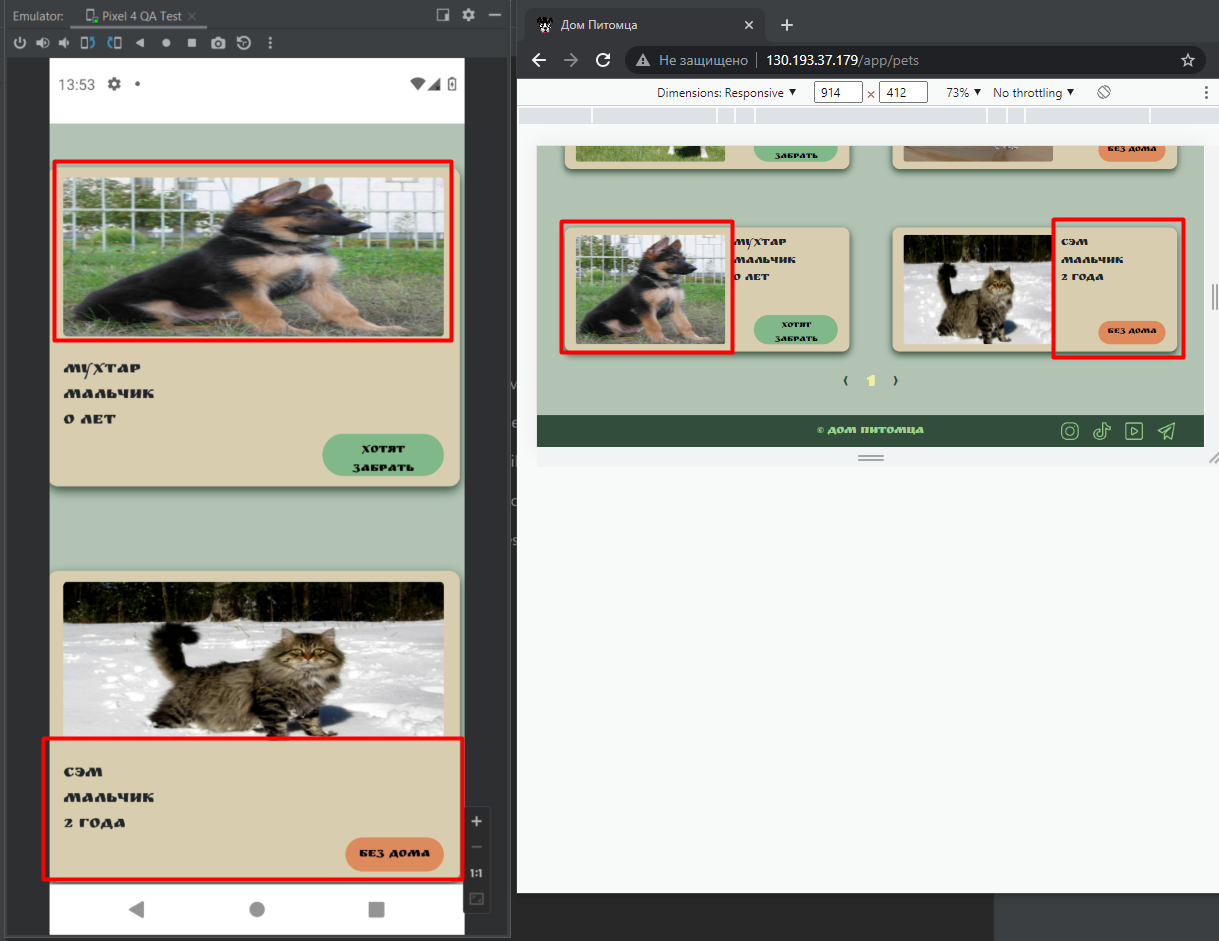 Emulator:
Pixel 4 QA Test
13:53
МУХТАР
МАЛЬЧИК
0 ЛЕТ
ХОТЯТ
ЗАБРАТЬ
СЭМ
МАЛЬЧИК
2 ГОДА
БЕЗ ДОМА
1:1
Дом Питомца
Не защищено
130.193.37.179/app/pets
Dimensions: Responsive
914 × 412
73%
No throttling
ЗАБРАТЬ
БЕЗ ДОМА
МУХТАР
МАЛЬЧИК
0 ЛЕТ
ХОТЯТ
ЗАБРАТЬ
СЭМ
МАЛЬЧИК
2 ГОДА
БЕЗ ДОМА
1
© ДОМ ПИТОМЦА